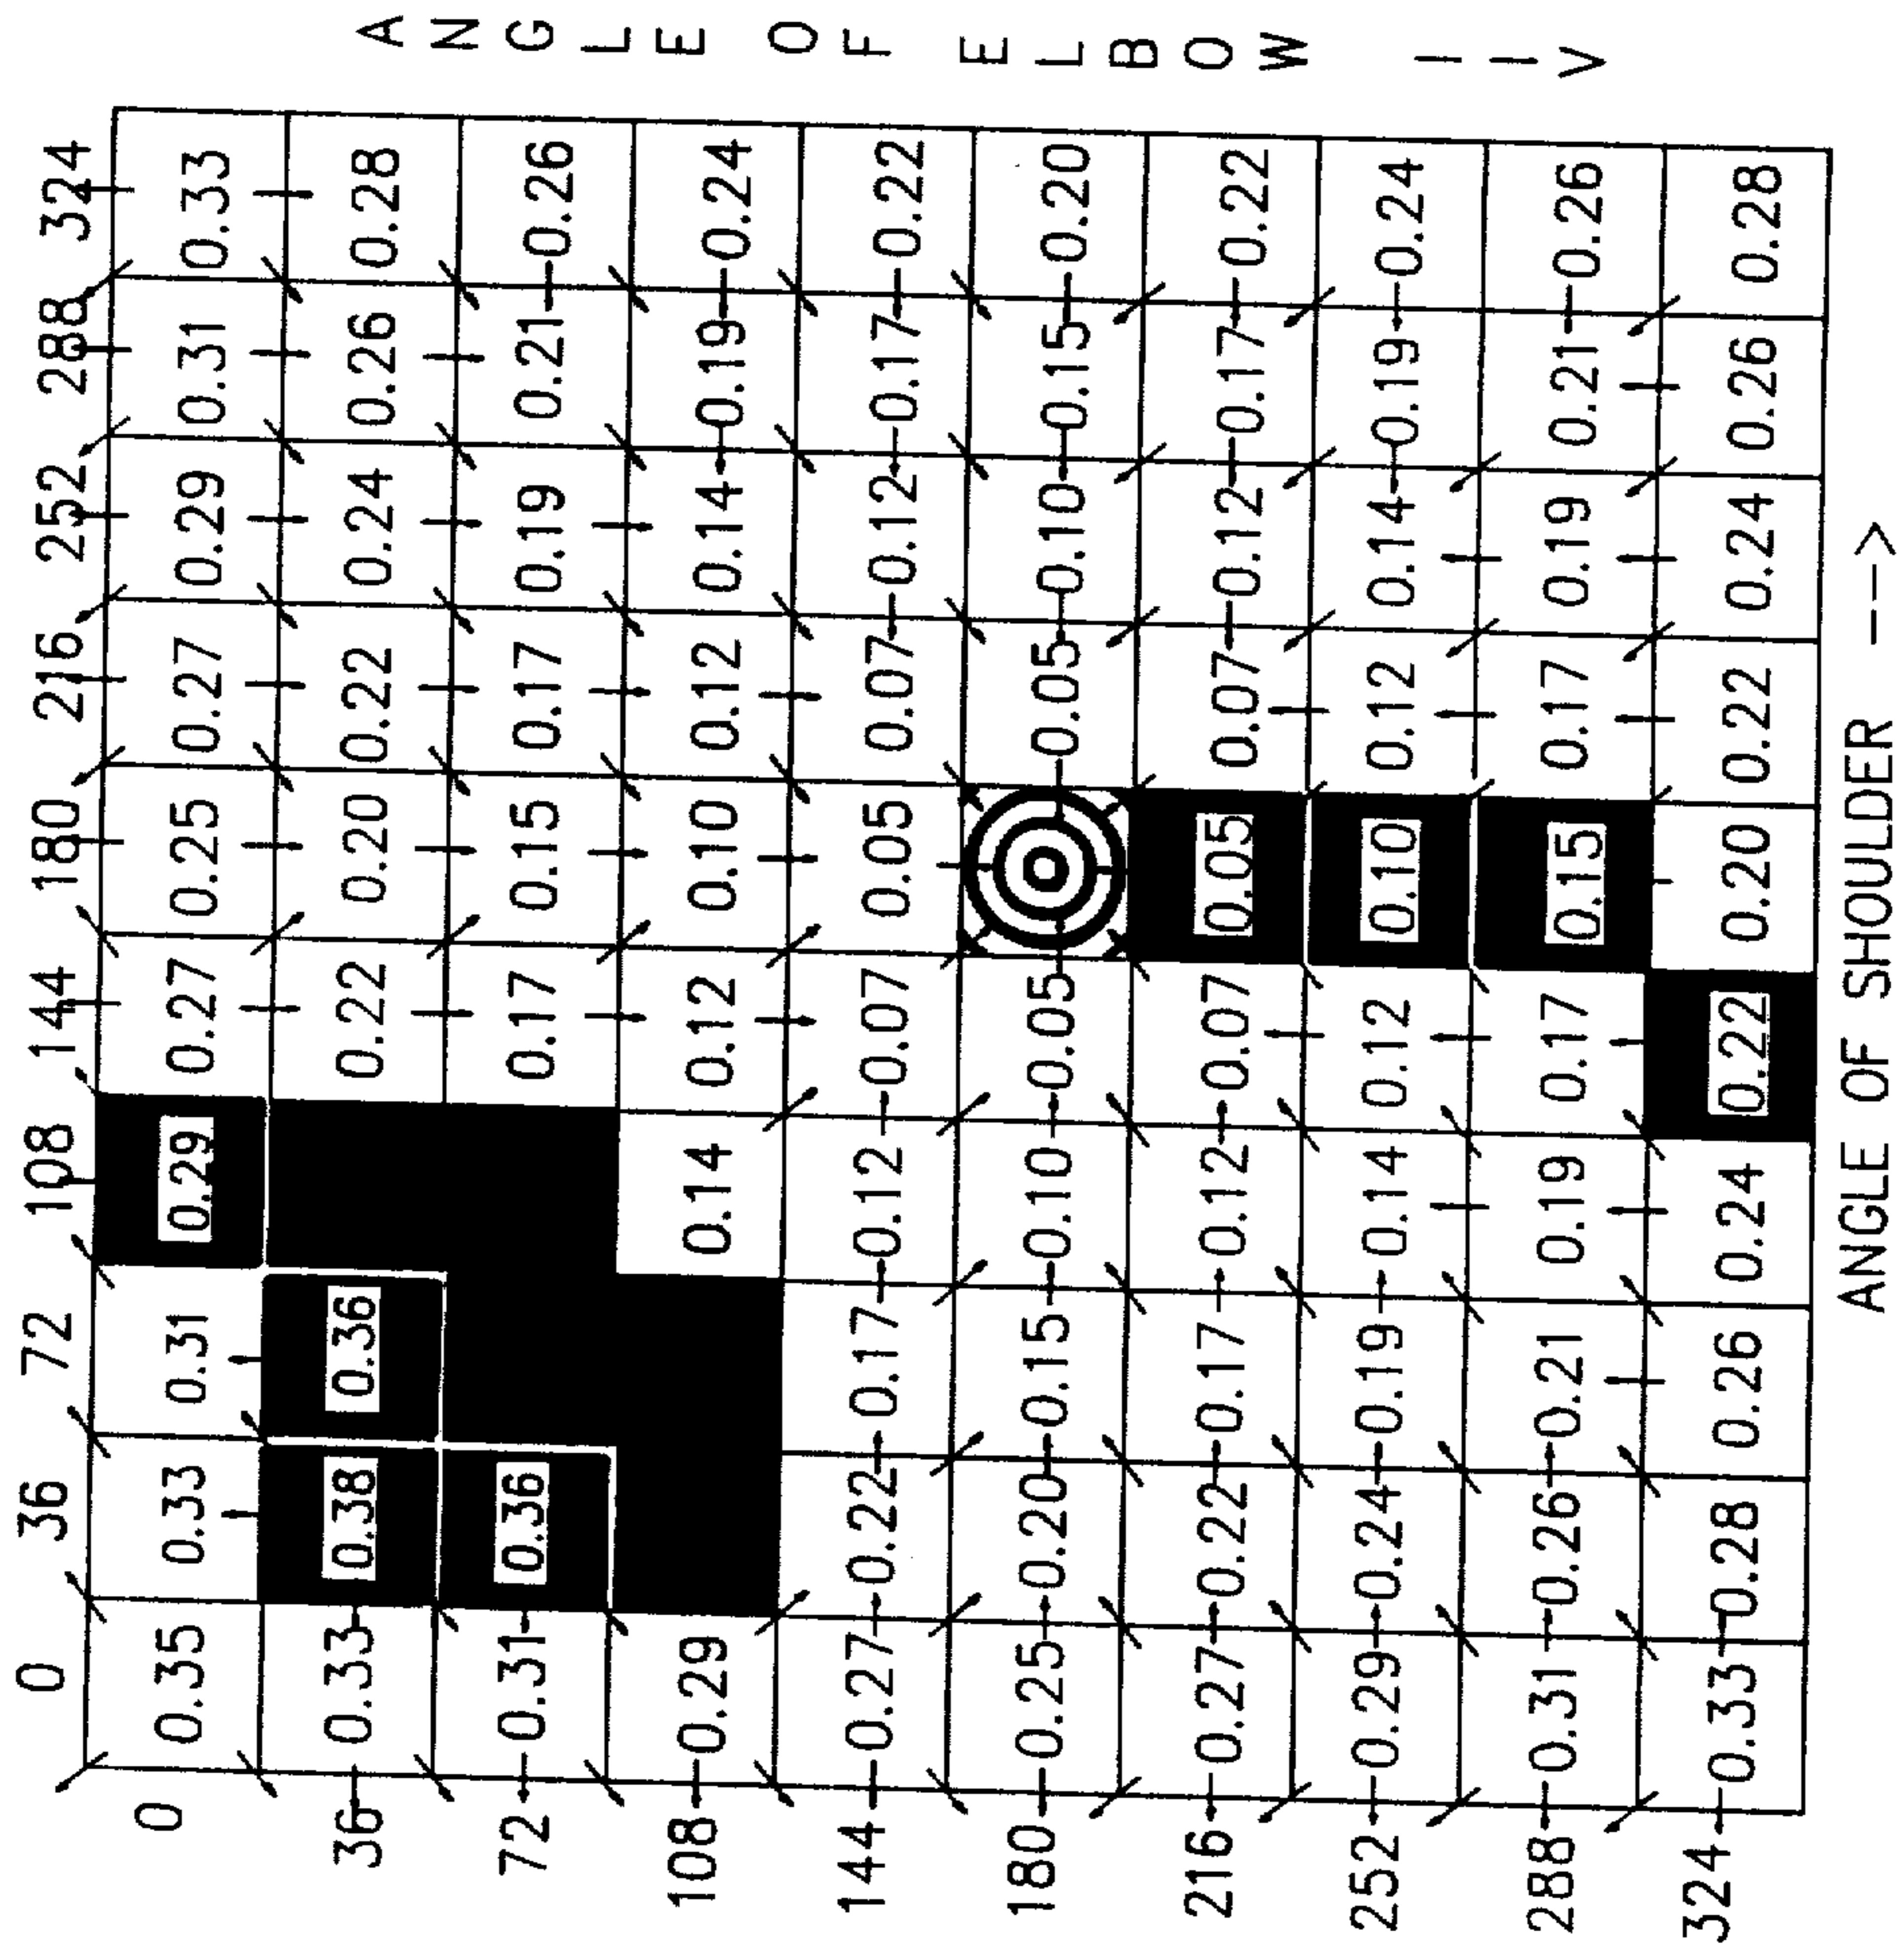 0 36 72 108 144 180 216 252 288 324
0 0.35 0.33 0.31 0.29 0.27 0.25 0.27 0.29 0.31 0.33
36 0.33 0.38 0.36 0.22 0.20 0.22 0.24 0.26 0.28
72 0.31 0.36 0.17 0.15 0.17 0.19 0.21 0.26
108 0.29 0.14 0.12 0.10 0.12 0.14 0.19 0.24
144 0.27 0.22 0.17 0.12 0.07 0.05 0.07 0.12 0.17 0.22
180 0.25 0.20 0.15 0.10 0.05 0.05 0.10 0.15 0.20
216 0.27 0.22 0.17 0.12 0.07 0.05 0.07 0.12 0.17 0.22
252 0.29 0.24 0.19 0.14 0.12 0.10 0.12 0.14 0.19 0.24
288 0.31 0.26 0.21 0.19 0.17 0.15 0.17 0.19 0.21 0.26
324 0.33 0.28 0.26 0.24 0.22 0.20 0.22 0.24 0.26 0.28
ANGLE OF ELBOW | | V
ANGLE OF SHOULDER -->